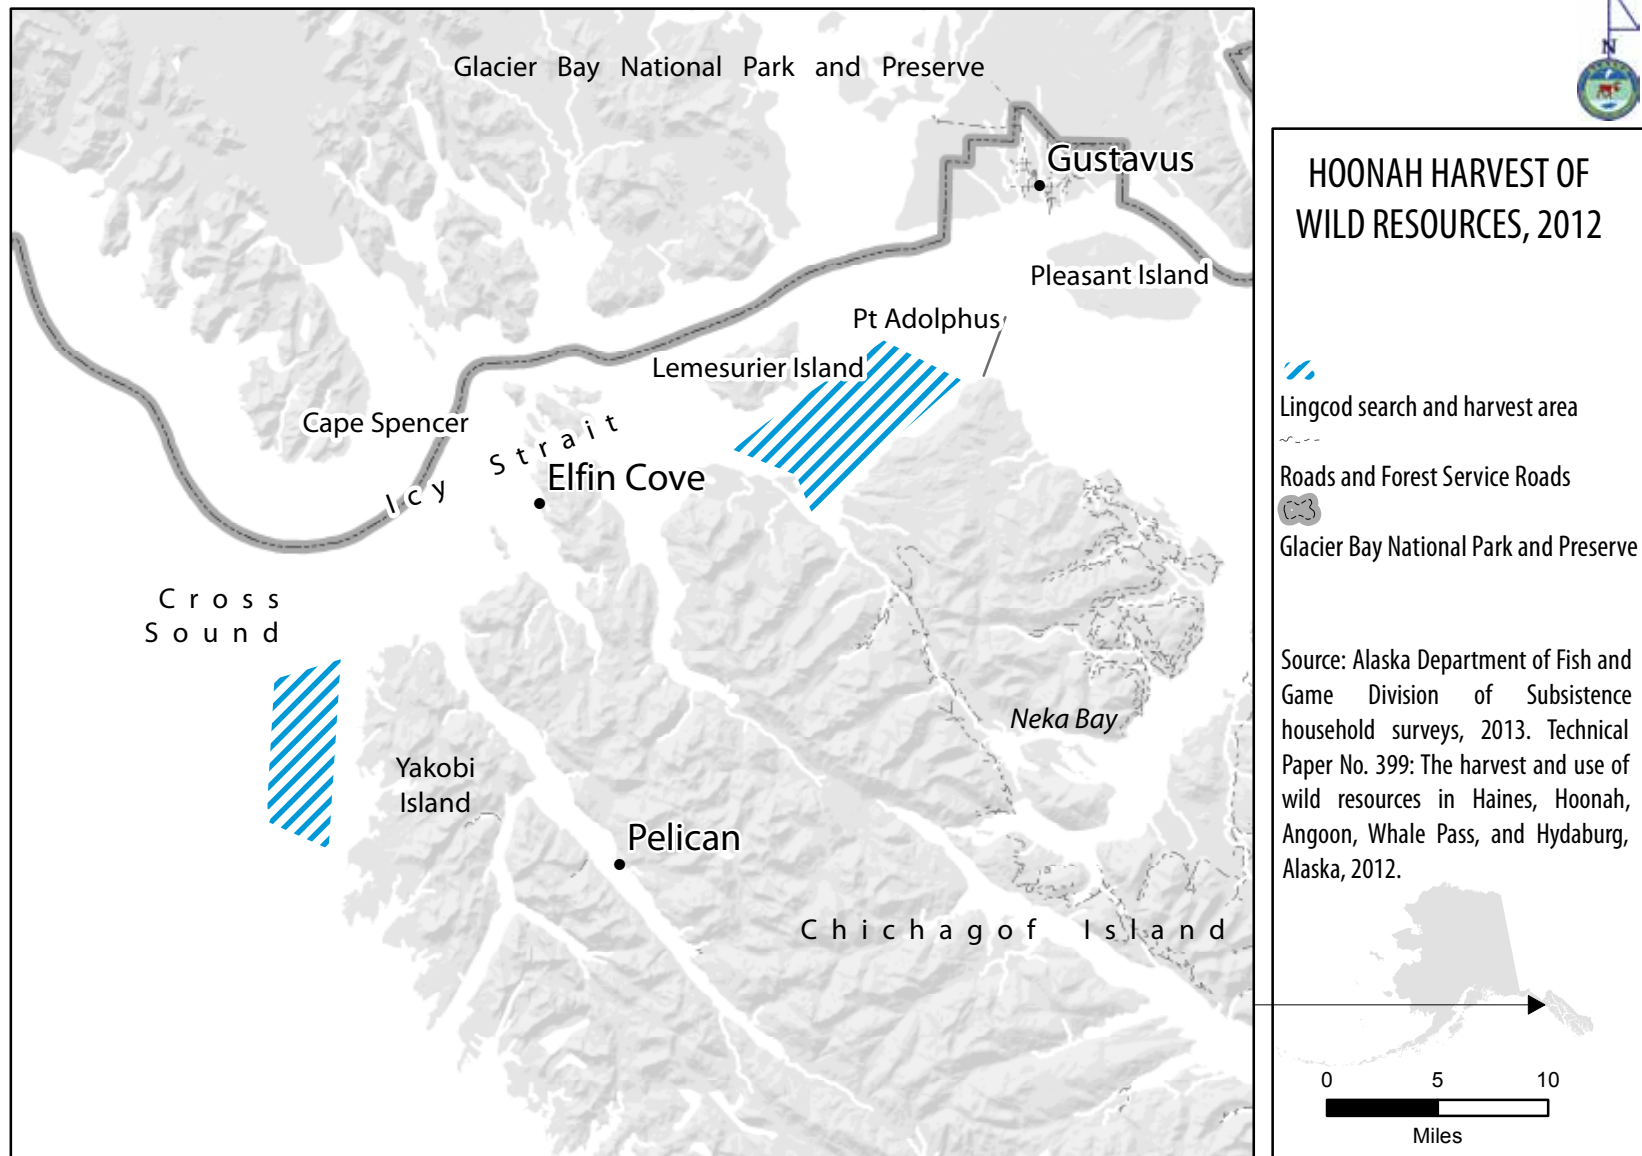 Glacier Bay National Park and Preserve
Gustavus
Pleasant Island
Pt Adolphus
Lemesurier Island
Cape Spencer
Icy Strait
Elfin Cove
Cross
Sound
Neka Bay
Yakobi
Island
Pelican
Chichagof Island
N
ALASKA
HOONAH HARVEST OF
WILD RESOURCES, 2012
Lingcod search and harvest area
Roads and Forest Service Roads
Glacier Bay National Park and Preserve
Source: Alaska Department of Fish and
Game Division of Subsistence
household surveys, 2013. Technical
Paper No. 399: The harvest and use of
wild resources in Haines, Hoonah,
Angoon, Whale Pass, and Hydaburg,
Alaska, 2012.
0 5 10
Miles